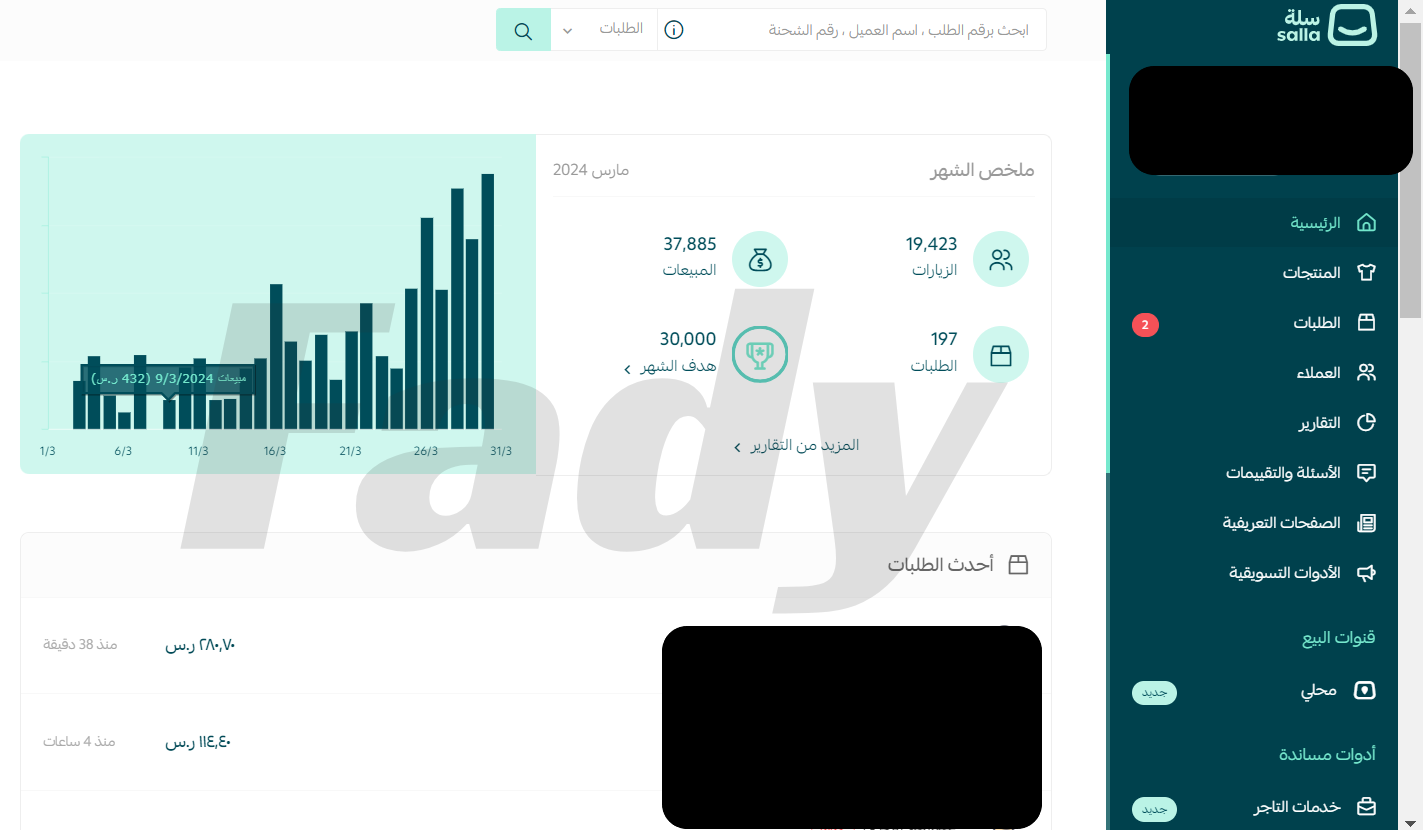 سلة
salla
ابحث برقم الطلب ، اسم العميل ، رقم الشحنة
الطلبات
الرئيسية
المنتجات
الطلبات
2
العملاء
التقارير
الأسئلة والتقييمات
الصفحات التعريفية
الأدوات التسويقية
قنوات البيع
محلي
جديد
أدوات مساندة
خدمات التاجر
جديد
ملخص الشهر
مارس 2024
19,423
الزيارات
37,885
المبيعات
197
الطلبات
30,000
هدف الشهر
المزيد من التقارير
مبيعات 9/3/2024 (432 ر.س)
1/3 6/3 11/3 16/3 21/3 26/3 31/3
Fady
أحدث الطلبات
٢٨٠,٧٠ ر.س
منذ 38 دقيقة
١١٤,٤٠ ر.س
منذ 4 ساعات